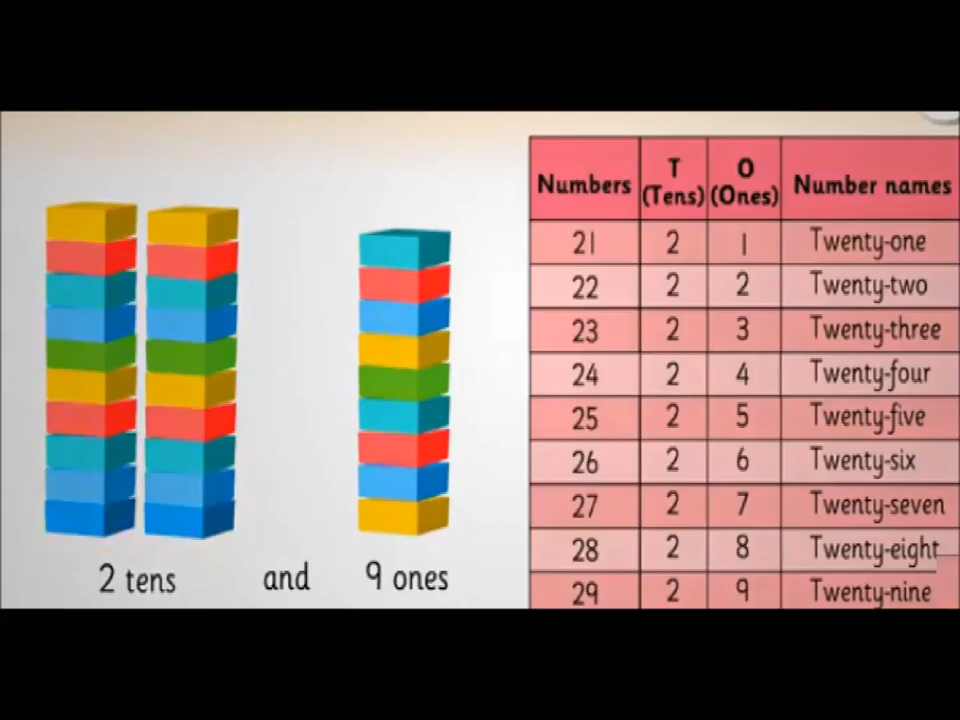 2 tens and 9 ones
Numbers T (Tens) O (Ones) Number names
21 2 1 Twenty-one
22 2 2 Twenty-two
23 2 3 Twenty-three
24 2 4 Twenty-four
25 2 5 Twenty-five
26 2 6 Twenty-six
27 2 7 Twenty-seven
28 2 8 Twenty-eight
29 2 9 Twenty-nine